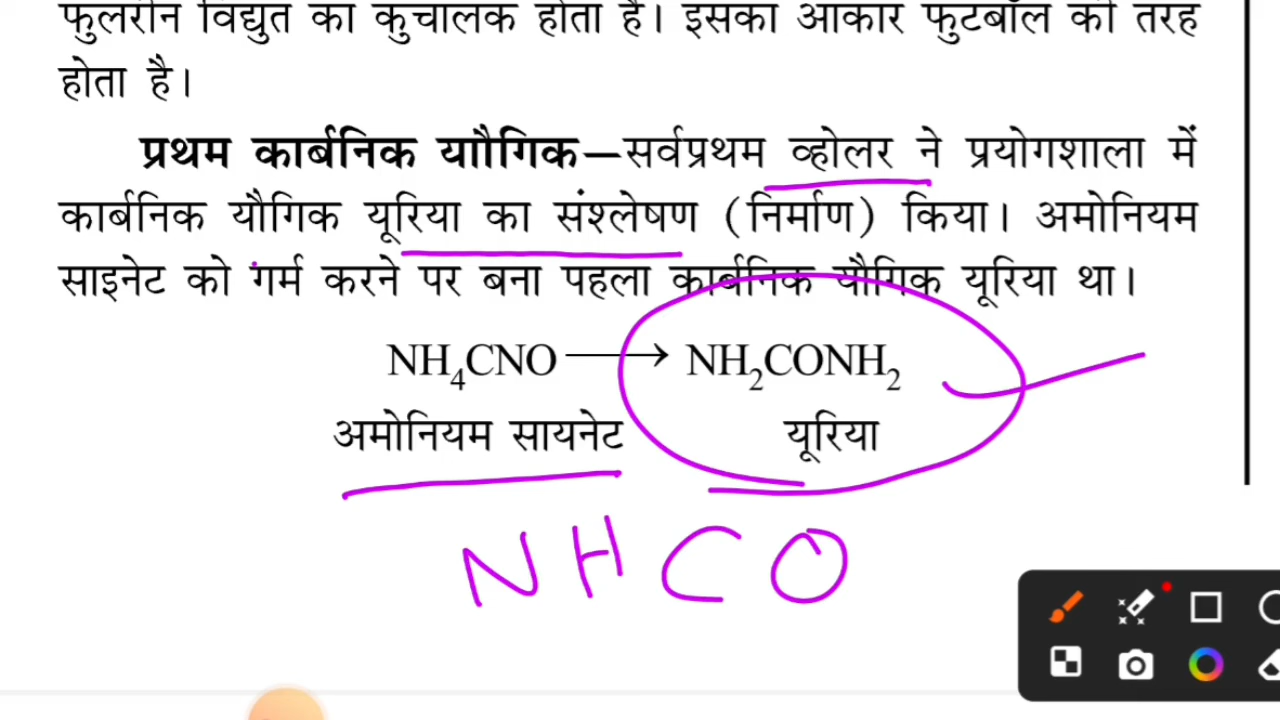 फुलरीन विद्युत का कुचालक होता है। इसका आकार फुटबॉल की तरह
होता है।
प्रथम कार्बनिक याौगिक—सर्वप्रथम व्होलर ने प्रयोगशाला में
कार्बनिक यौगिक यूरिया का संश्लेषण (निर्माण) किया। अमोनियम
साइनेट को गर्म करने पर बना पहला कार्बनिक यौगिक यूरिया था।
NH₄CNO ⟶ NH₂CONH₂
अमोनियम सायनेट यूरिया
NHCO